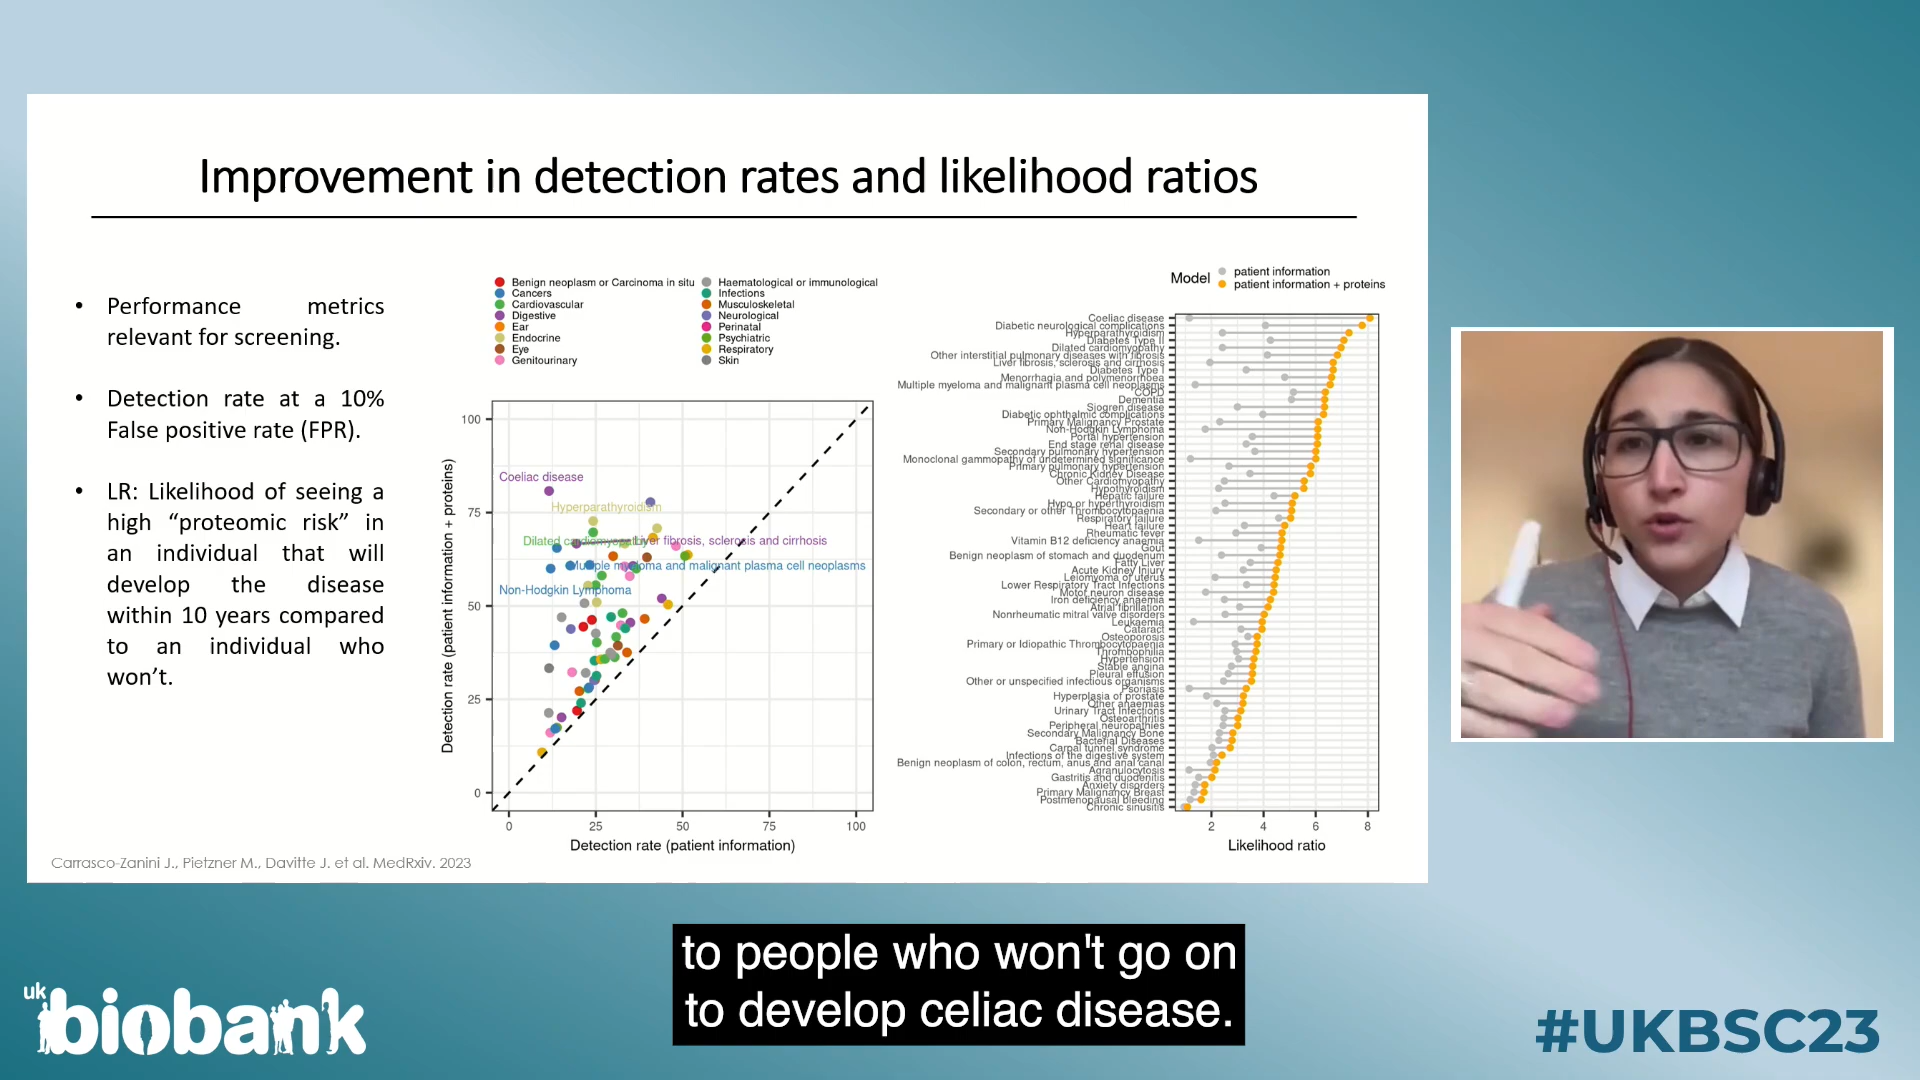 Improvement in detection rates and likelihood ratios
• Performance metrics
relevant for screening.
• Detection rate at a 10%
False positive rate (FPR).
• LR: Likelihood of seeing a
high “proteomic risk” in
an individual that will
develop the disease
within 10 years compared
to an individual who
won’t.
Benign neoplasm or Carcinoma in situ
Cancers
Cardiovascular
Digestive
Ear
Endocrine
Eye
Genitourinary
Haematological or immunological
Infections
Musculoskeletal
Neurological
Perinatal
Psychiatric
Respiratory
Skin
Detection rate (patient information + proteins)
100
75
50
25
0
Coeliac disease
Hyperparathyroidism
Dilated cardiomyopathy
Liver fibrosis, sclerosis and cirrhosis
Multiple myeloma and malignant plasma cell neoplasms
Non-Hodgkin Lymphoma
0 25 50 75 100
Detection rate (patient information)
Model
patient information
patient information + proteins
Coeliac disease
Diabetic neurological complications
Hyperparathyroidism
Diabetes Type II
Dilated cardiomyopathy
Other interstitial pulmonary diseases with fibrosis
Liver fibrosis, sclerosis and cirrhosis
Diabetes Type I
Menorrhagia and polymenorrhoea
Multiple myeloma and malignant plasma cell neoplasms
COPD
Dementia
Sjogren disease
Diabetic ophthalmic complications
Primary Malignancy Prostate
Non-Hodgkin Lymphoma
Portal hypertension
End stage renal disease
Secondary pulmonary hypertension
Monoclonal gammopathy of undetermined significance
Primary pulmonary hypertension
Chronic Kidney Disease
Other Cardiomyopathy
Hypothyroidism
Hepatic failure
Hypo or hyperthyroidism
Secondary or other Thrombocytopaenia
Respiratory failure
Heart failure
Rheumatic fever
Vitamin B12 deficiency anaemia
Gout
Benign neoplasm of stomach and duodenum
Fatty Liver
Acute Kidney Injury
Leiomyoma of uterus
Lower Respiratory Tract Infections
Motor neuron disease
Iron deficiency anaemia
Atrial fibrillation
Nonrheumatic mitral valve disorders
Leukaemia
Cataract
Osteoporosis
Primary or Idiopathic Thrombocytopaenia
Thrombophilia
Hypertension
Stable angina
Pleural effusion
Other or unspecified infectious organisms
Psoriasis
Hyperplasia of prostate
Other anaemias
Urinary Tract Infections
Osteoarthritis
Peripheral neuropathies
Secondary Malignancy Bone
Bacterial Diseases
Carpal tunnel syndrome
Infections of the digestive system
Benign neoplasm of colon, rectum, anus and anal canal
Agranulocytosis
Gastritis and duodenitis
Anxiety disorders
Primary Malignancy Breast
Postmenopausal bleeding
Chronic sinusitis
2 4 6 8
Likelihood ratio
Carrasco-Zanini J., Pietzner M., Davitte J. et al. MedRxiv. 2023
to people who won't go on
to develop celiac disease.
uk
biobank
#UKBSC23